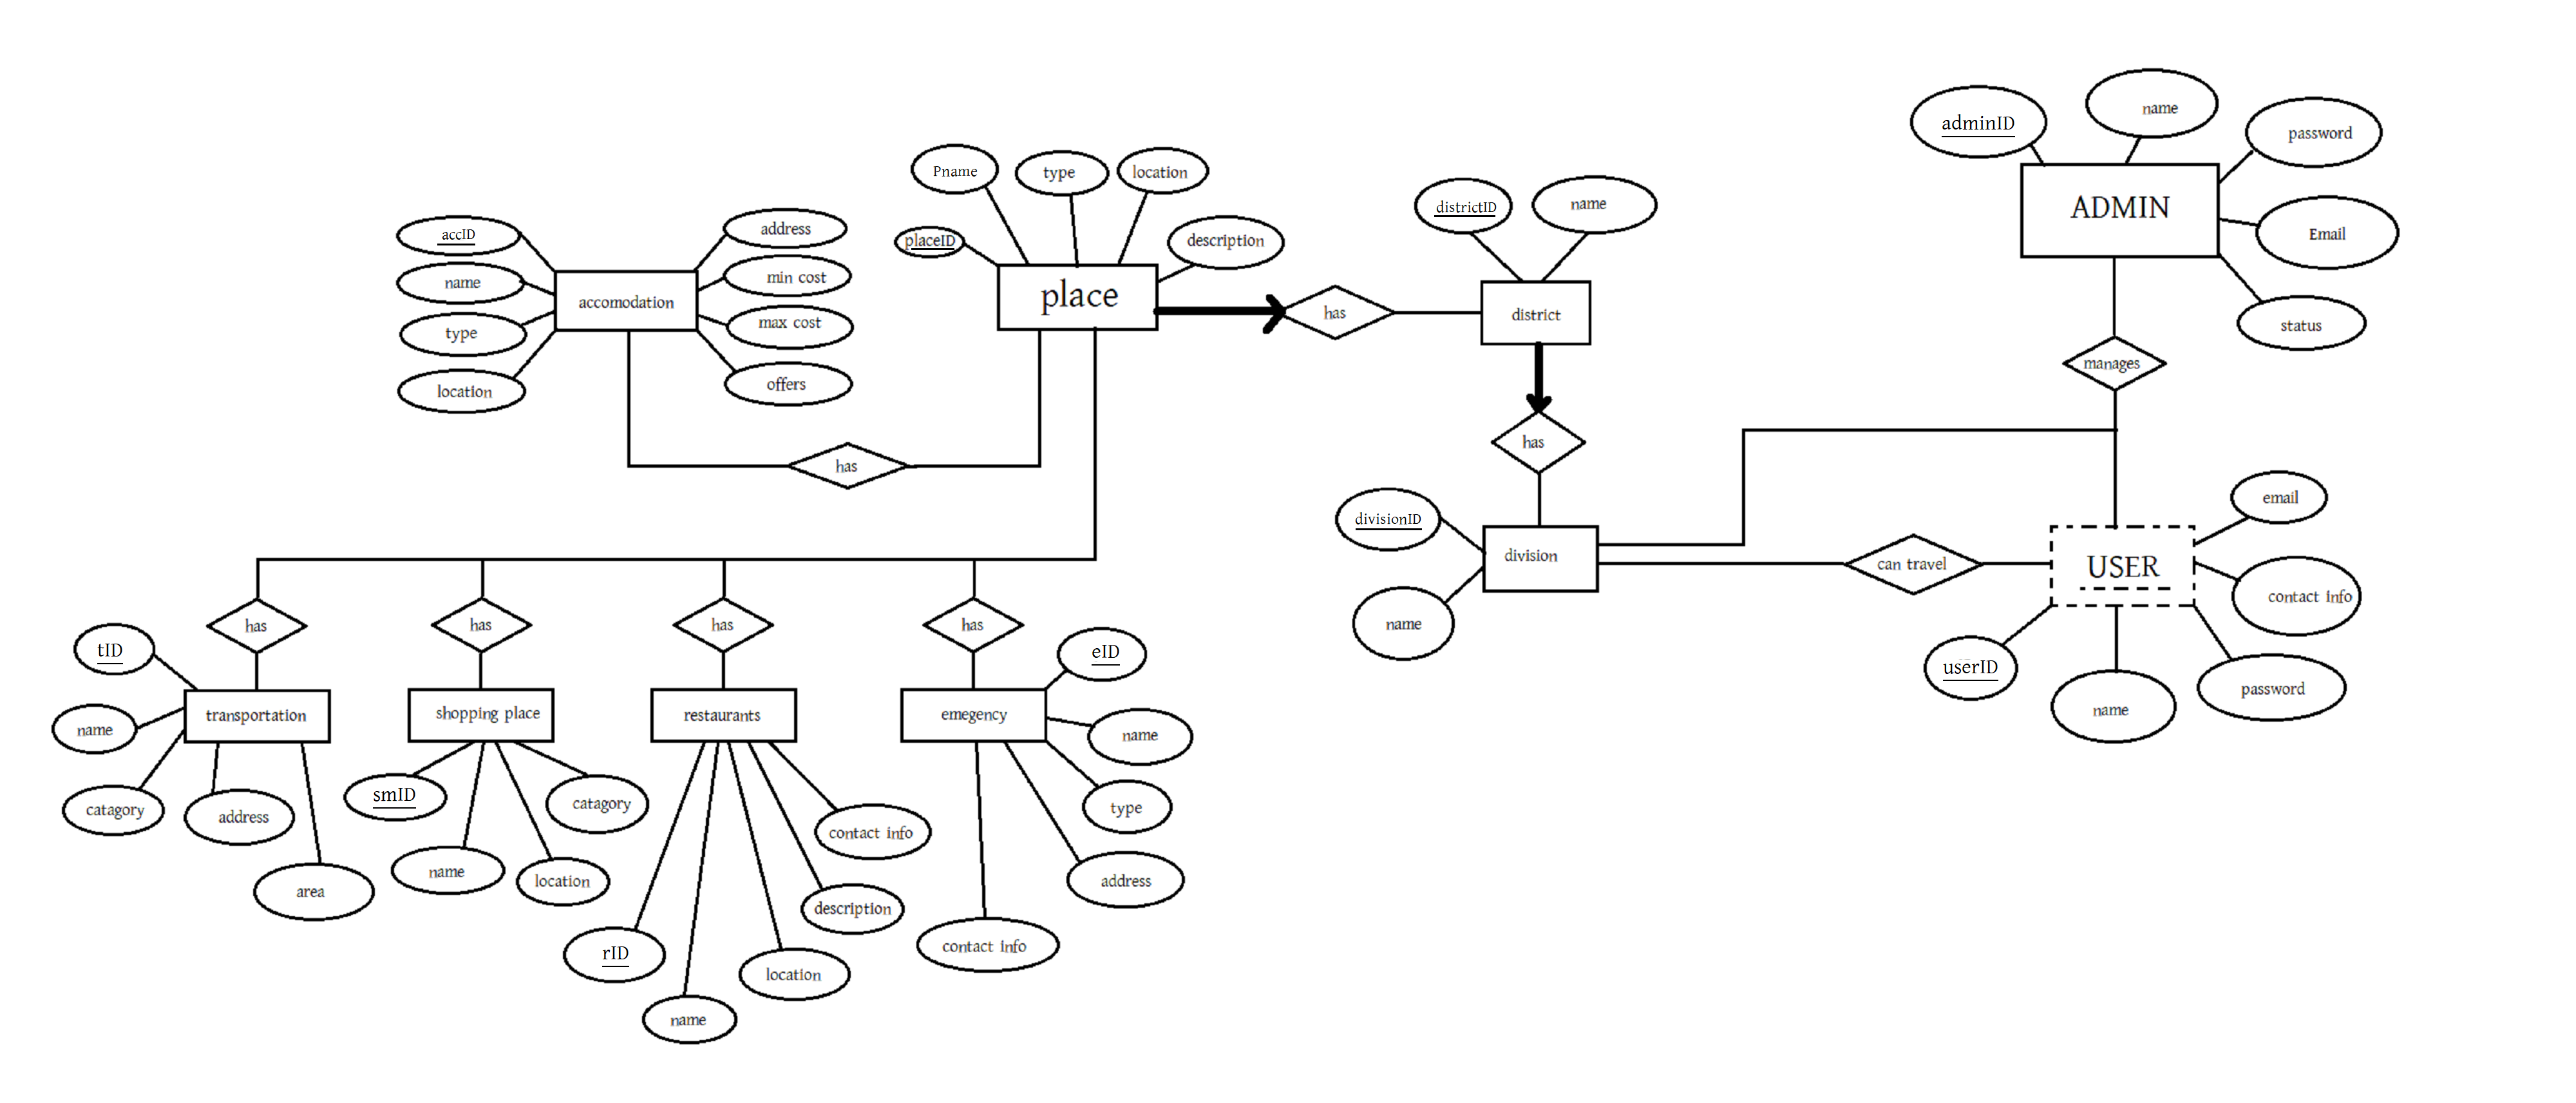 adminID
name
password
ADMIN
Email
status
manages
Pname
type
location
placeID
description
place
has
districtID
name
district
has
accID
name
type
location
accomodation
address
min cost
max cost
offers
has
divisionID
name
division
can travel
USER
email
contact info
userID
name
password
has
has
has
has
tID
name
catagory
address
area
transportation
shopping place
smID
name
location
catagory
restaurants
rID
name
location
description
contact info
emegency
eID
name
type
address
contact info